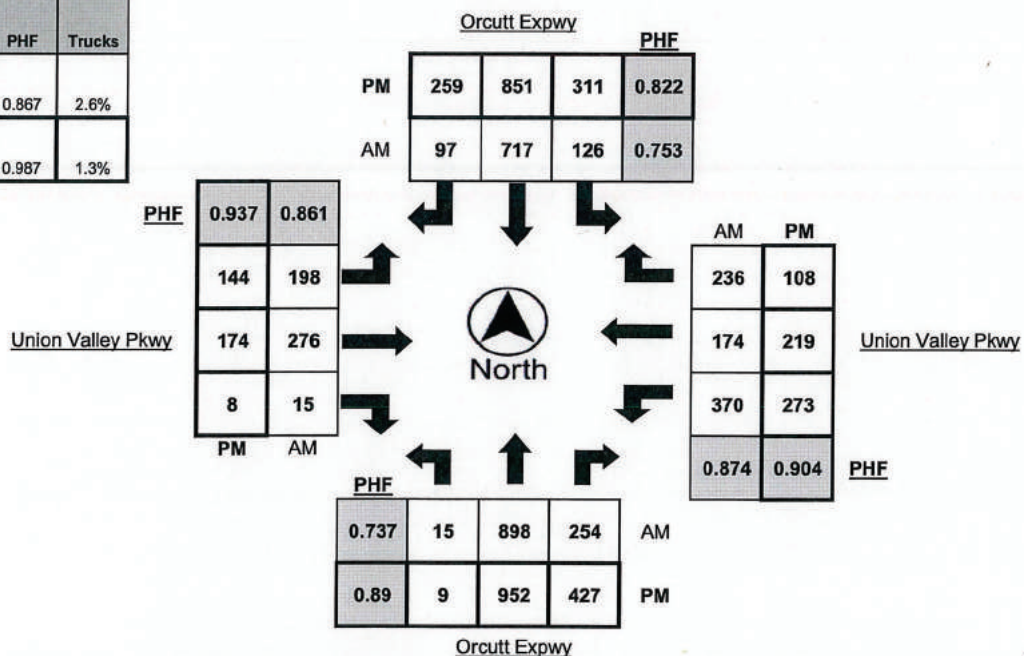 PHF Trucks
0.867 2.6%
0.987 1.3%
Orcutt Expwy
PHF
PM 259 851 311 0.822
AM 97 717 126 0.753
PHF 0.937 0.861
144 198
Union Valley Pkwy 174 276
8 15
PM AM
North
AM PM
236 108
174 219 Union Valley Pkwy
370 273
0.874 0.904 PHF
PHF
0.737 15 898 254 AM
0.89 9 952 427 PM
Orcutt Expwy